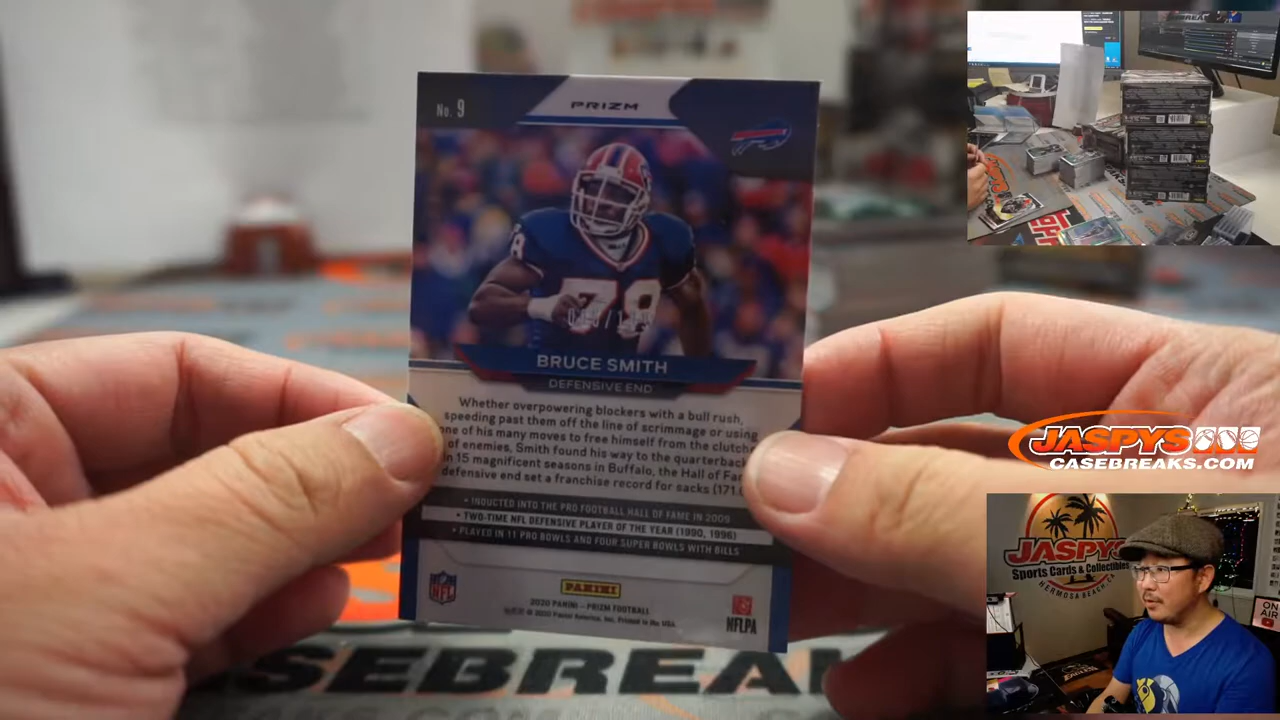 No. 9
PRIZM
78
BRUCE SMITH
DEFENSIVE END
Whether overpowering blockers with a bull rush,
speeding past them off the line of scrimmage or using
one of his many moves to free himself from the clutche
of enemies, Smith found his way to the quarterback
in 15 magnificent seasons in Buffalo, the Hall of Fam
defensive end set a franchise record for sacks (171.
• INDUCTED INTO THE PRO FOOTBALL HALL OF FAME IN 2009
• TWO-TIME NFL DEFENSIVE PLAYER OF THE YEAR (1990, 1996)
• PLAYED IN 11 PRO BOWLS AND FOUR SUPER BOWLS WITH BILLS
NFL
PANINI
2020 PANINI – PRIZM FOOTBALL
© 2020 Panini America, Inc. Printed in the USA.
NFLPA
SEBREA
JASPYS
CASEBREAKS.COM
JASPYS
Sports Cards & Collectibles
HERMOSA BEACH, CA
ON
AIR